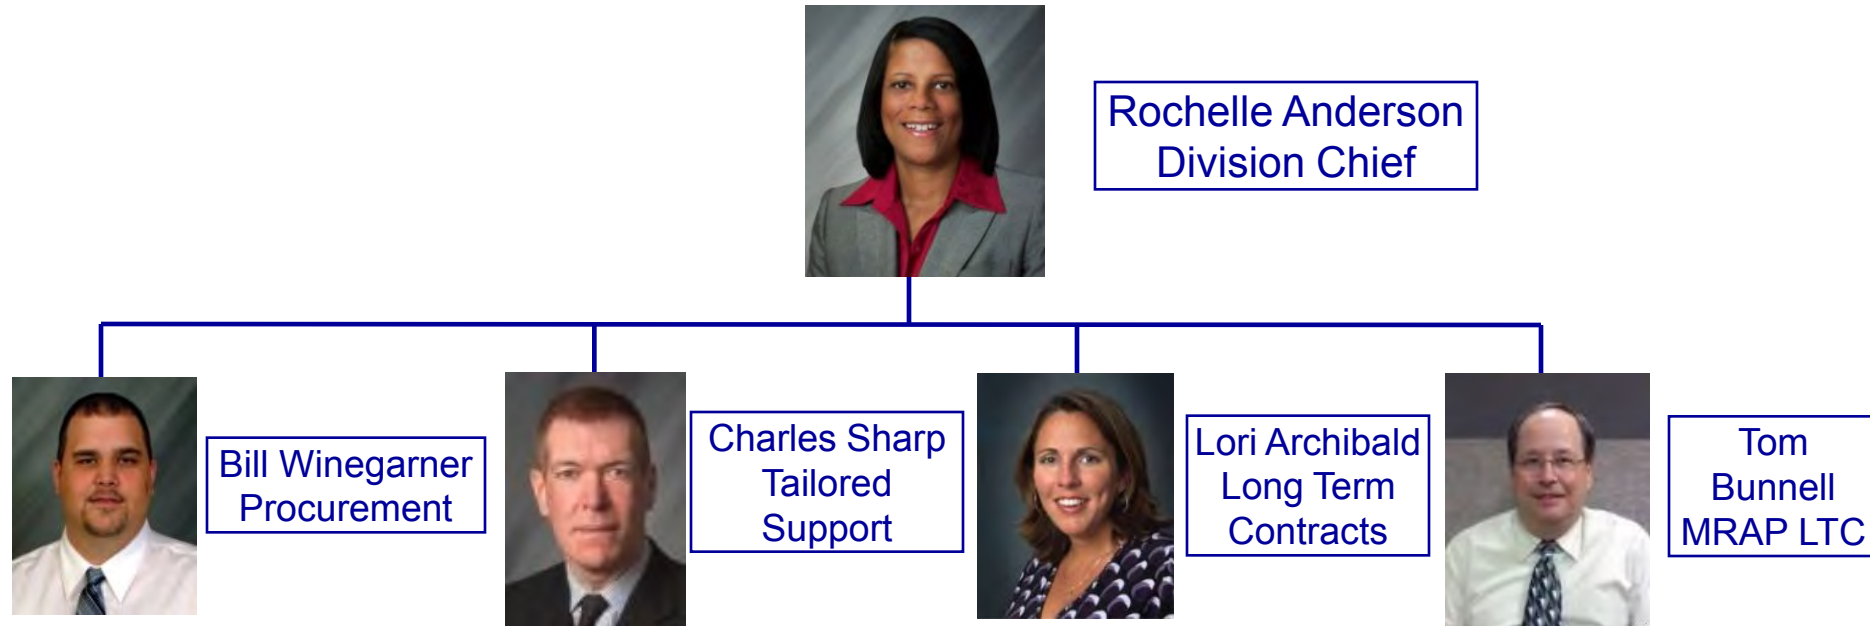 Rochelle Anderson
Division Chief
Bill Winegarner
Procurement
Charles Sharp
Tailored
Support
Lori Archibald
Long Term
Contracts
Tom
Bunnell
MRAP LTC